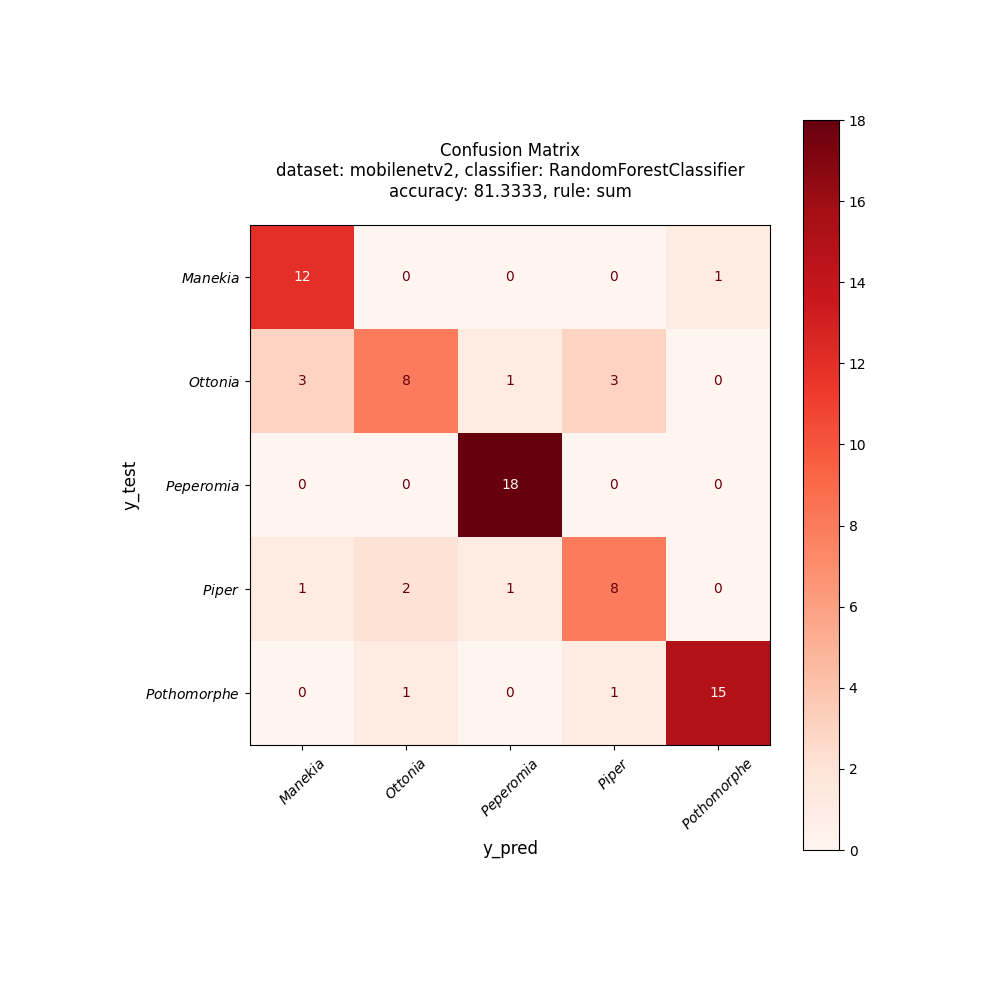 Confusion Matrix
dataset: mobilenetv2, classifier: RandomForestClassifier
accuracy: 81.3333, rule: sum
y_test
Manekia 12 0 0 0 1
Ottonia 3 8 1 3 0
Peperomia 0 0 18 0 0
Piper 1 2 1 8 0
Pothomorphe 0 1 0 1 15
Manekia Ottonia Peperomia Piper Pothomorphe
y_pred
18
16
14
12
10
8
6
4
2
0